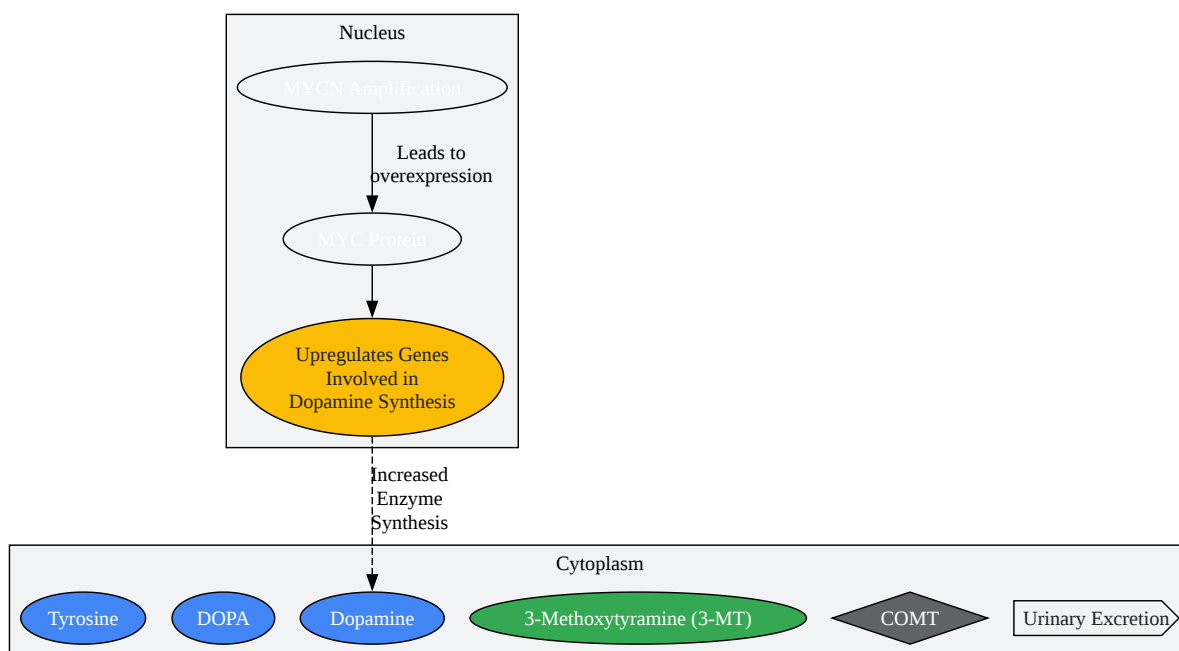 Nucleus
MYCN Amplification
Leads to
overexpression
MYC Protein
Upregulates Genes
Involved in
Dopamine Synthesis
Increased
Enzyme
Synthesis
Cytoplasm
Tyrosine
DOPA
Dopamine
3-Methoxytyramine (3-MT)
COMT
Urinary Excretion